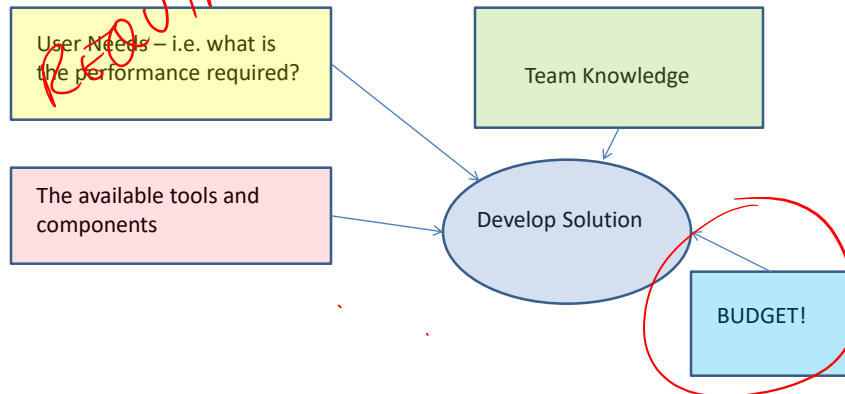 User Needs – i.e. what is
the performance required?
Team Knowledge
The available tools and
components
Develop Solution
BUDGET!